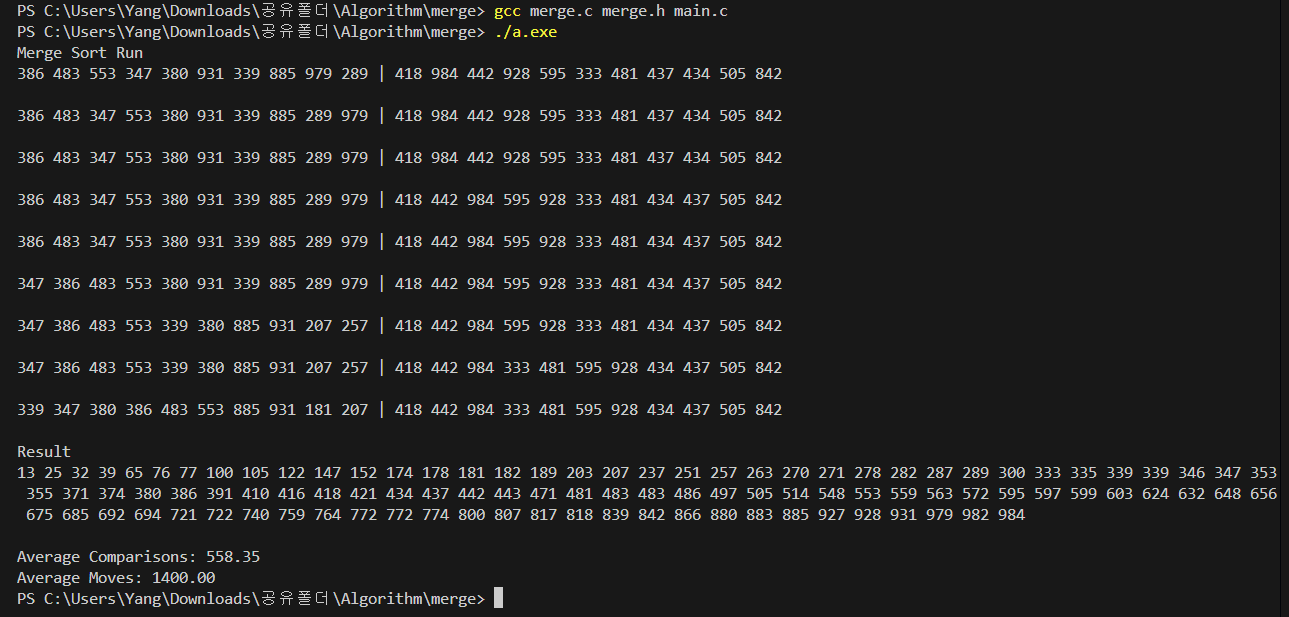 PS C:\Users\Yang\Downloads\공유폴더\Algorithm\merge> gcc merge.c merge.h main.c
PS C:\Users\Yang\Downloads\공유폴더\Algorithm\merge> ./a.exe
Merge Sort Run
386 483 553 347 380 931 339 885 979 289 | 418 984 442 928 595 333 481 437 434 505 842
386 483 347 553 380 931 339 885 289 979 | 418 984 442 928 595 333 481 437 434 505 842
386 483 347 553 380 931 339 885 289 979 | 418 984 442 928 595 333 481 437 434 505 842
386 483 347 553 380 931 339 885 289 979 | 418 442 984 595 928 333 481 434 437 505 842
386 483 347 553 380 931 339 885 289 979 | 418 442 984 595 928 333 481 434 437 505 842
347 386 483 553 380 931 339 885 289 979 | 418 442 984 595 928 333 481 434 437 505 842
347 386 483 553 339 380 885 931 207 257 | 418 442 984 595 928 333 481 434 437 505 842
347 386 483 553 339 380 885 931 207 257 | 418 442 984 333 481 595 928 434 437 505 842
339 347 380 386 483 553 885 931 181 207 | 418 442 984 333 481 595 928 434 437 505 842
Result
13 25 32 39 65 76 77 100 105 122 147 152 174 178 181 182 189 203 207 237 251 257 263 270 271 278 282 287 289 300 333 335 339 339 346 347 353
355 371 374 380 386 391 410 416 418 421 434 437 442 443 471 481 483 483 486 497 505 514 548 553 559 563 572 595 597 599 603 624 632 648 656
675 685 692 694 721 722 740 759 764 772 772 774 800 807 817 818 839 842 866 880 883 885 927 928 931 979 982 984
Average Comparisons: 558.35
Average Moves: 1400.00
PS C:\Users\Yang\Downloads\공유폴더\Algorithm\merge>